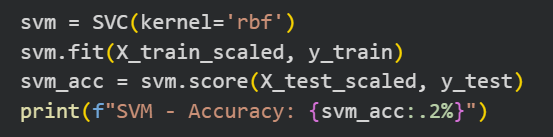 svm = SVC(kernel='rbf')
svm.fit(X_train_scaled, y_train)
svm_acc = svm.score(X_test_scaled, y_test)
print(f"SVM - Accuracy: {svm_acc:.2%}")